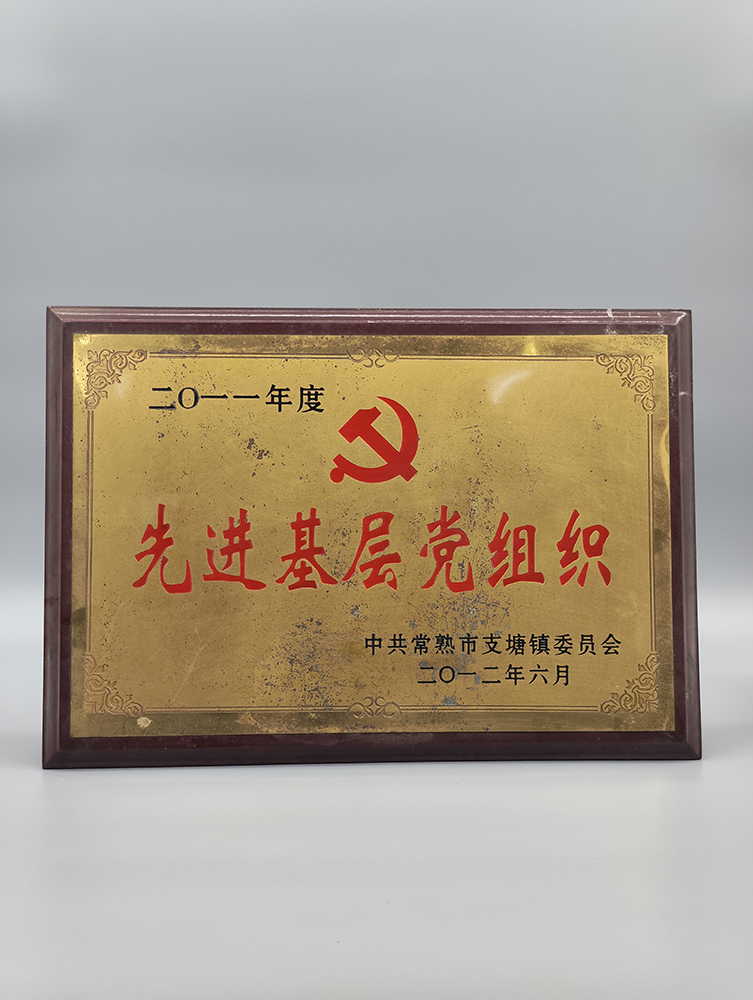 二〇一一年度
先进基层党组织
中共常熟市支塘镇委员会
二〇一二年六月